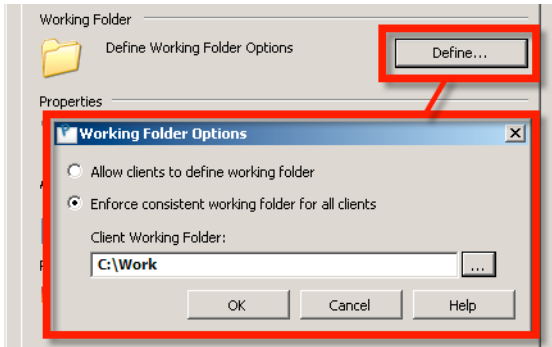 Working Folder
Define Working Folder Options
Define...
Properties
Working Folder Options
Allow clients to define working folder
Enforce consistent working folder for all clients
Client Working Folder:
C:\Work
...
OK Cancel Help